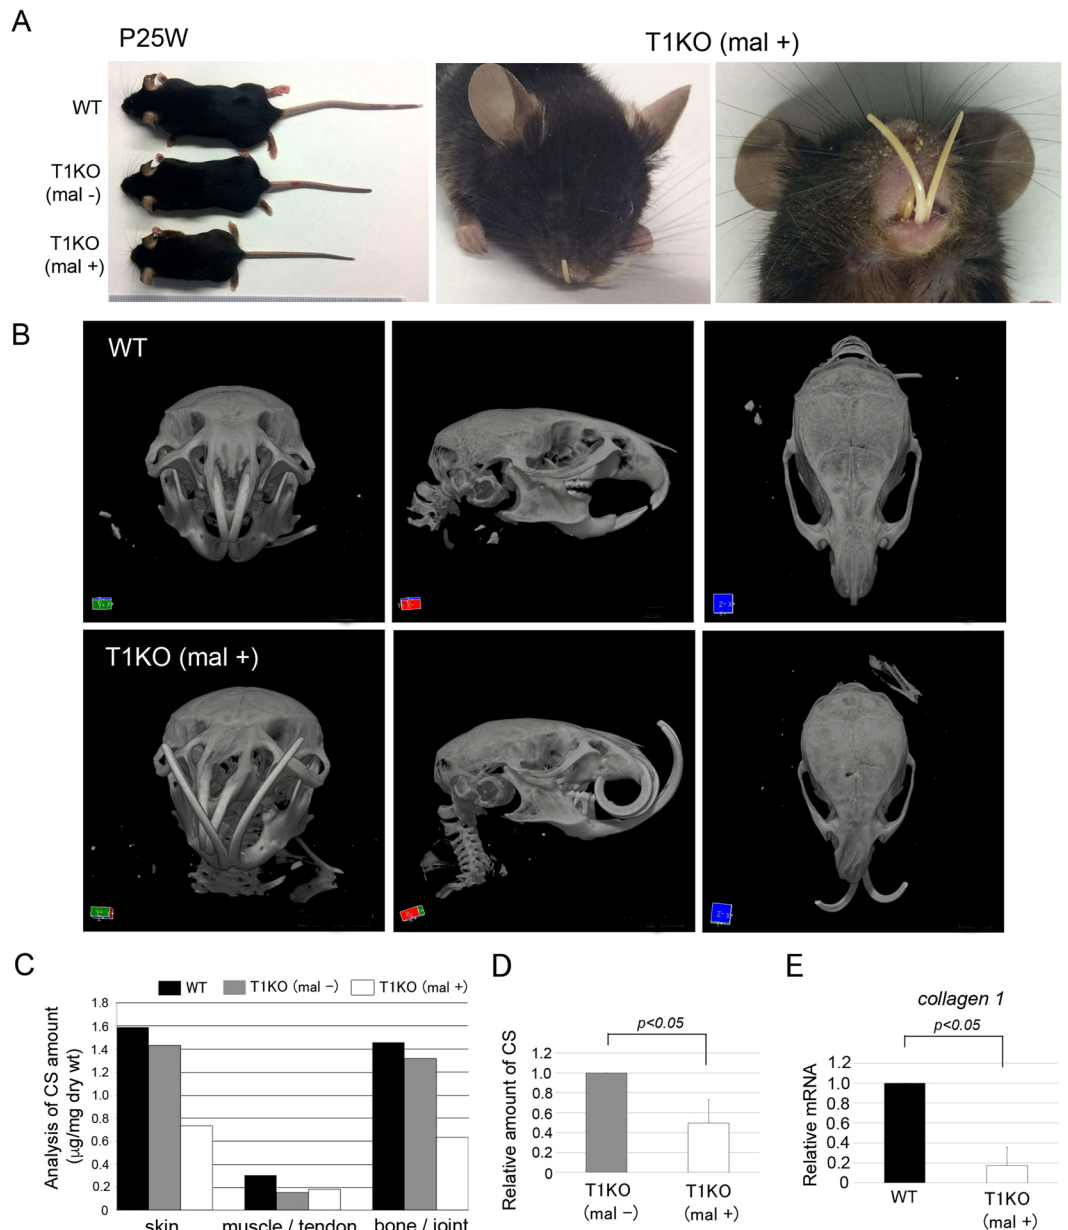 A
P25W
T1KO (mal +)
WT
T1KO
(mal -)
T1KO
(mal +)
B
WT
T1KO (mal +)
C
WT
T1KO (mal −)
T1KO (mal +)
Analysis of CS amount
(μg/mg dry wt)
1.8
1.6
1.4
1.2
1.0
0.8
0.6
0.4
0.2
0
skin
muscle / tendon
bone / joint
D
p<0.05
Relative amount of CS
1.2
1.0
0.8
0.6
0.4
0.2
0
T1KO
(mal −)
T1KO
(mal +)
E
collagen 1
p<0.05
Relative mRNA
1.2
1.0
0.8
0.6
0.4
0.2
0
WT
T1KO
(mal +)